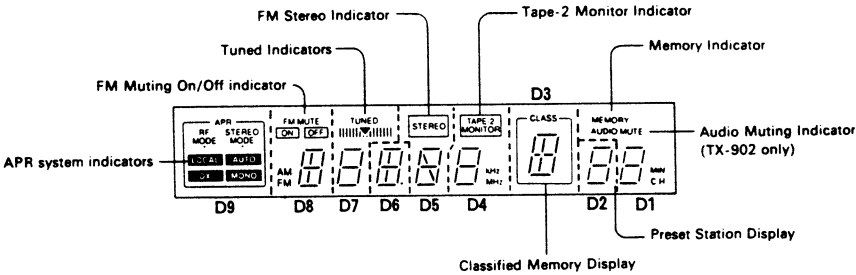 FM Stereo Indicator
Tape-2 Monitor Indicator
Tuned Indicators
Memory Indicator
FM Muting On/Off indicator
D3
APR
RF MODE
STEREO MODE
LOCAL
AUTO
DX
MONO
FM MUTE
ON
OFF
TUNED
STEREO
TAPE 2
MONITOR
CLASS
MEMORY
AUDIO MUTE
Audio Muting Indicator
(TX-902 only)
APR system indicators
AM
FM
kHz
MHz
MIN
CH
D9
D8
D7
D6
D5
D4
D2
D1
Preset Station Display
Classified Memory Display